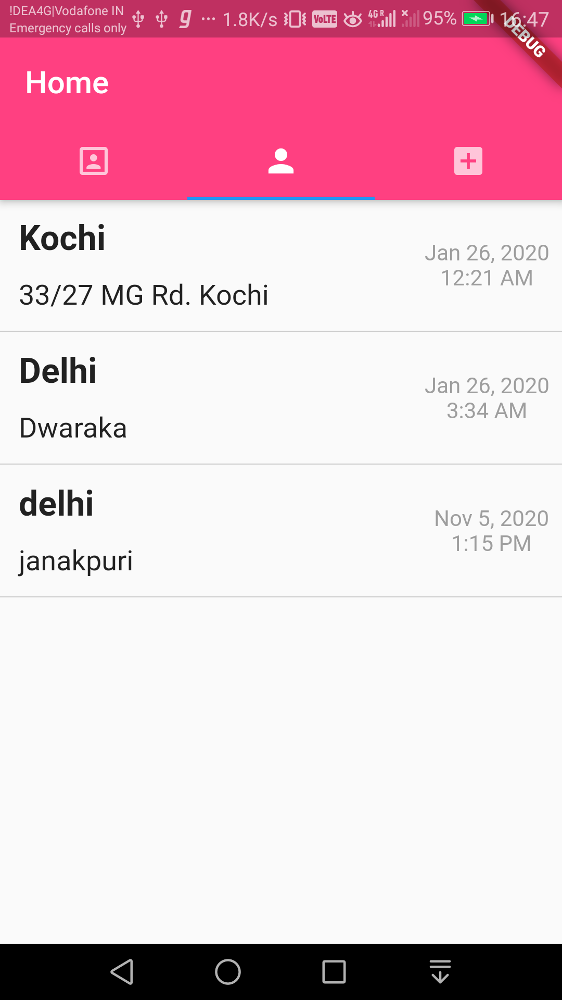 !DEA4G|Vodafone IN
Emergency calls only
g ... 1.8K/s VoLTE 4G R 95% 16:47
DEBUG
Home
Kochi
Jan 26, 2020
12:21 AM
33/27 MG Rd. Kochi
Delhi
Jan 26, 2020
3:34 AM
Dwaraka
delhi
Nov 5, 2020
1:15 PM
janakpuri